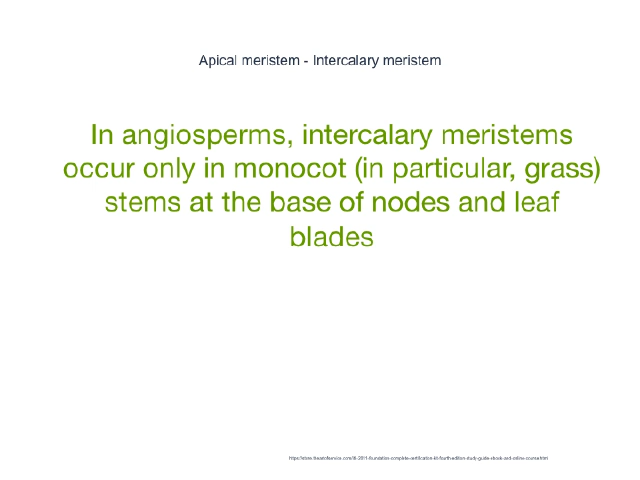 Apical meristem - Intercalary meristem
In angiosperms, intercalary meristems
occur only in monocot (in particular, grass)
stems at the base of nodes and leaf
blades